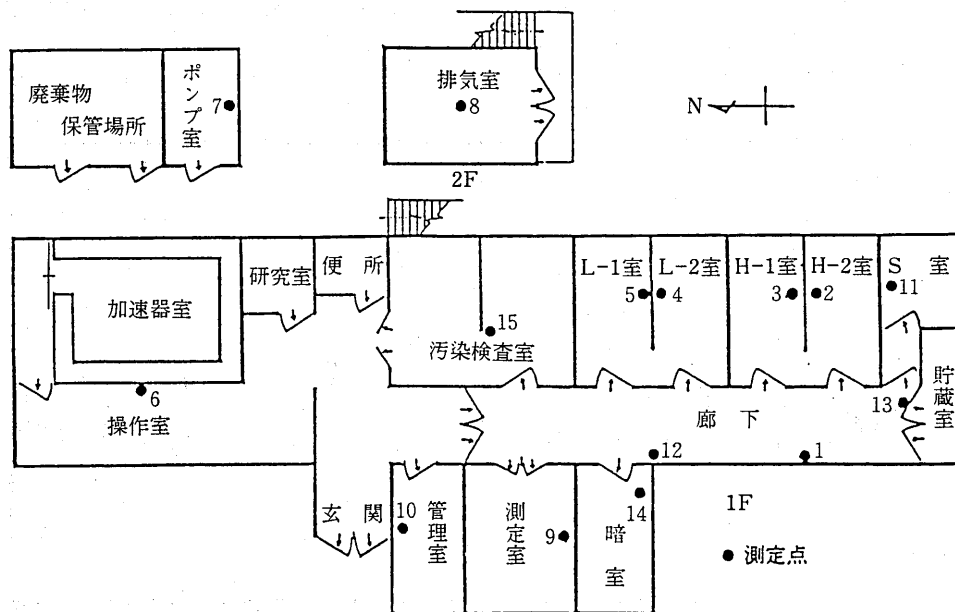 廃棄物
保管場所
ポンプ室
7
排気室
8
N
2F
加速器室
研究室
便所
汚染検査室
15
L-1室
L-2室
H-1室
H-2室
S室
5
4
3
2
11
6
操作室
廊下
13
貯蔵室
12
1
玄関
10
管理室
測定室
9
暗室
14
1F
● 測定点